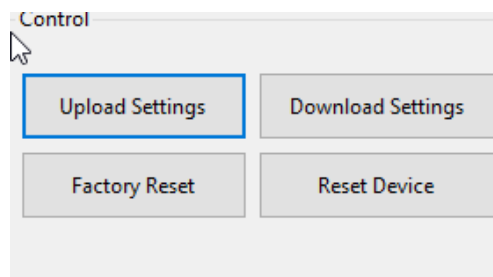 Control
Upload Settings
Download Settings
Factory Reset
Reset Device